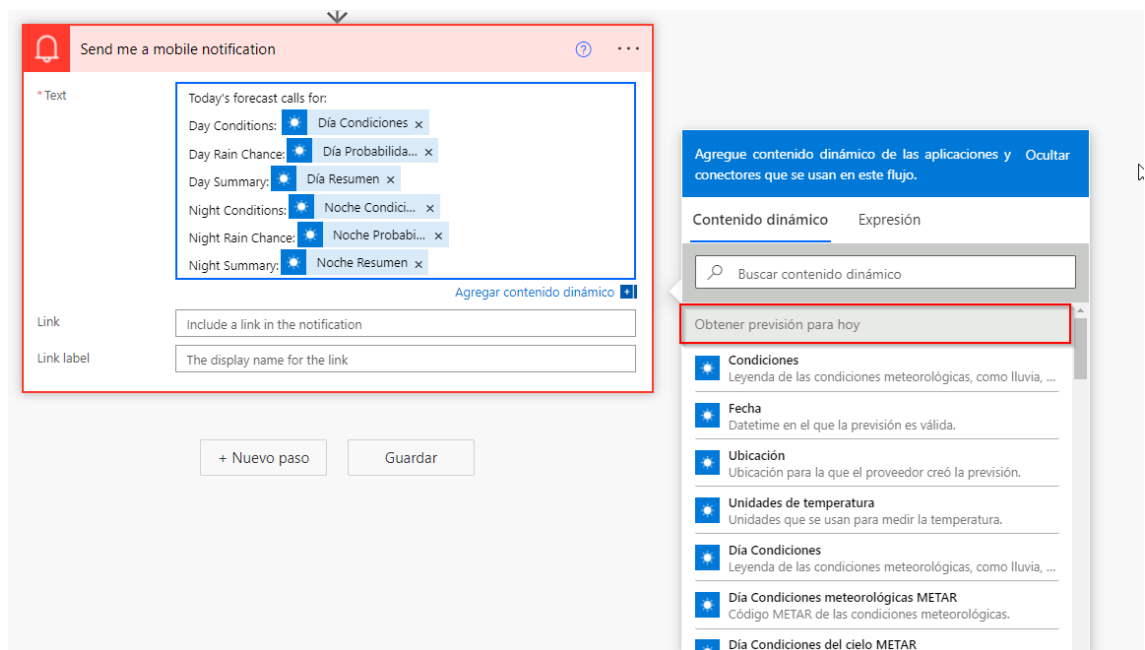 Send me a mobile notification
* Text
Today's forecast calls for:
Day Conditions: Día Condiciones ×
Day Rain Chance: Día Probabilida... ×
Day Summary: Día Resumen ×
Night Conditions: Noche Condici... ×
Night Rain Chance: Noche Probabi... ×
Night Summary: Noche Resumen ×
Agregar contenido dinámico
Link
Include a link in the notification
Link label
The display name for the link
+ Nuevo paso
Guardar
Agregue contenido dinámico de las aplicaciones y
conectores que se usan en este flujo.
Ocultar
Contenido dinámico
Expresión
Buscar contenido dinámico
Obtener previsión para hoy
Condiciones
Leyenda de las condiciones meteorológicas, como lluvia, ...
Fecha
Datetime en el que la previsión es válida.
Ubicación
Ubicación para la que el proveedor creó la previsión.
Unidades de temperatura
Unidades que se usan para medir la temperatura.
Día Condiciones
Leyenda de las condiciones meteorológicas, como lluvia, ...
Día Condiciones meteorológicas METAR
Código METAR de las condiciones meteorológicas.
Día Condiciones del cielo METAR